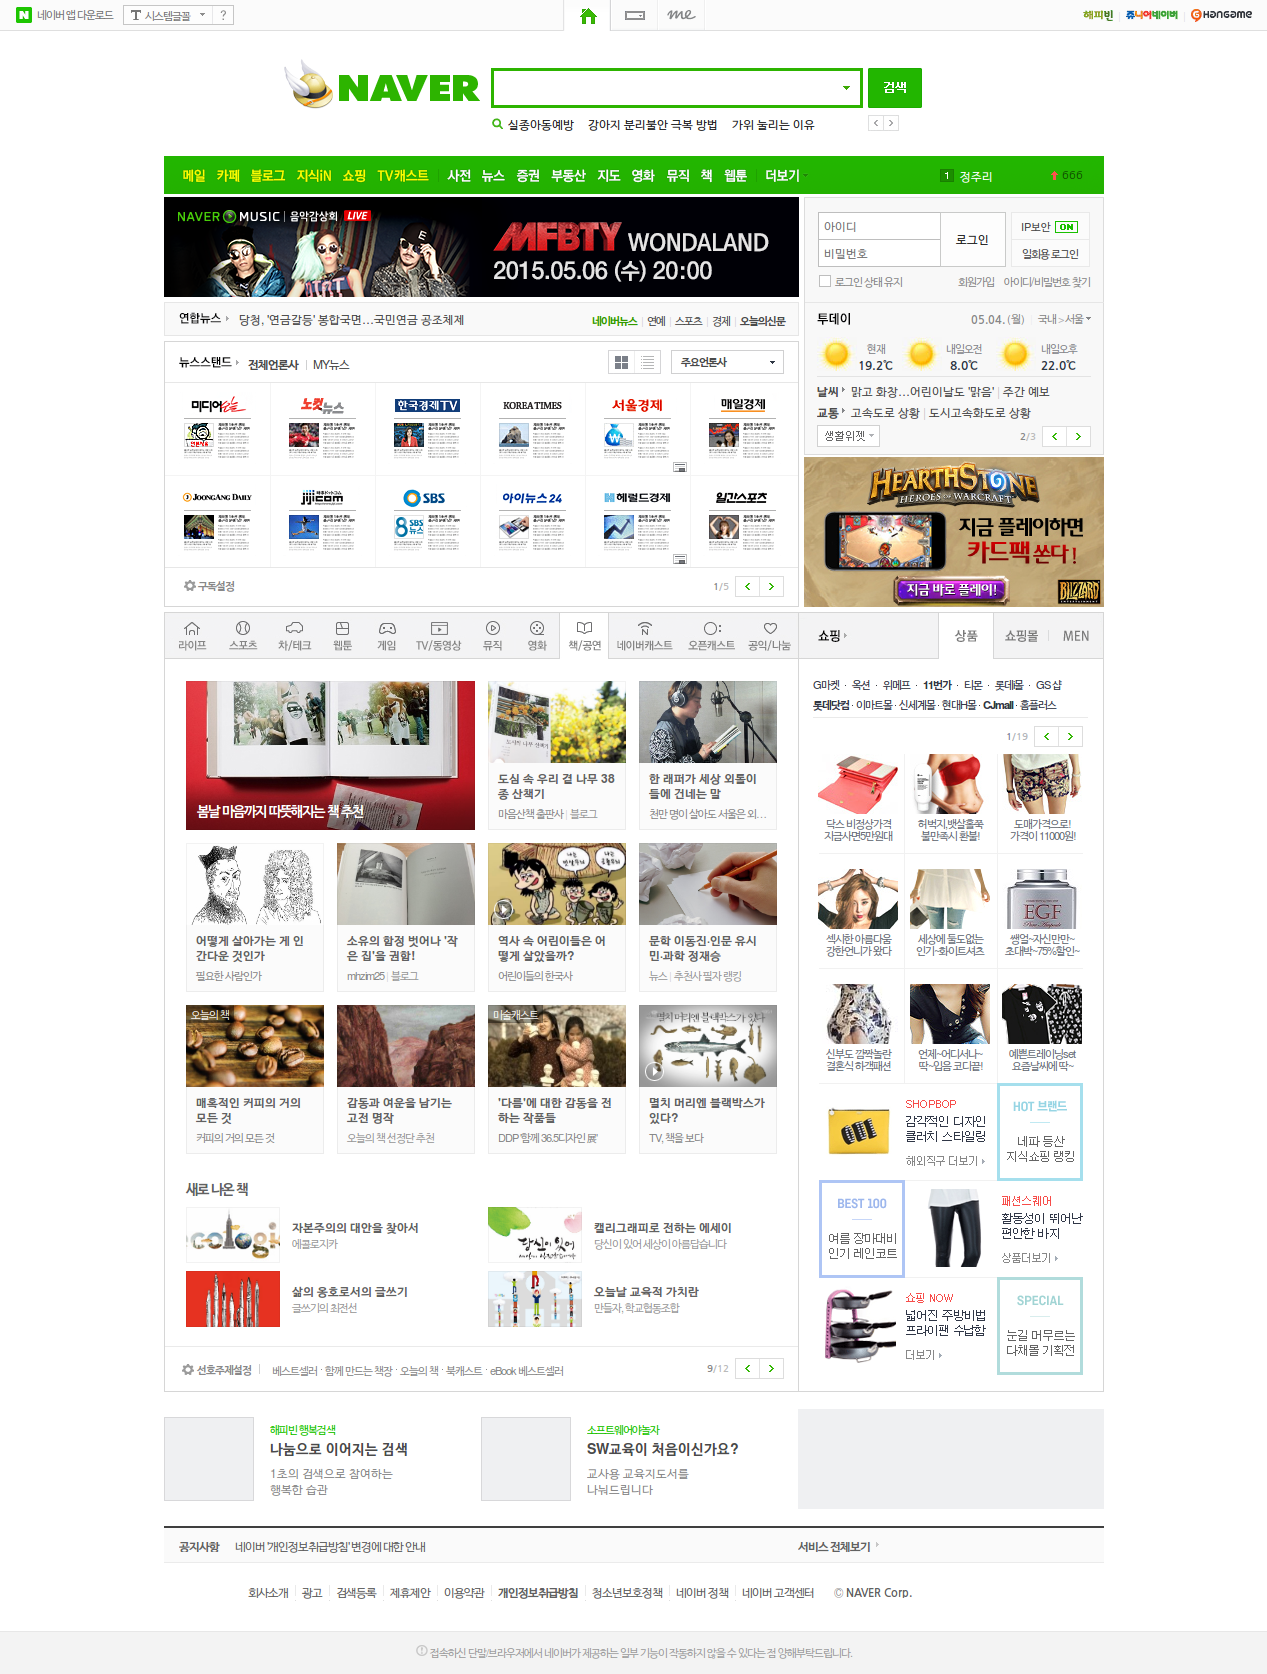 네이버 앱 다운로드 시스템글꼴 ?
me
해피빈 쥬니어네이버 HANGAME
NAVER 검색
실종아동예방 강아지 분리불안 극복 방법 가위 눌리는 이유
메일 카페 블로그 지식iN 쇼핑 TV캐스트 사전 뉴스 증권 부동산 지도 영화 뮤직 책 웹툰 더보기 1 정주리 666
NAVER MUSIC 음악감상회 LIVE
MFBTY WONDALAND
2015.05.06 (수) 20:00
아이디
비밀번호
로그인
IP보안 ON
일회용 로그인
로그인 상태 유지 회원가입 아이디/비밀번호 찾기
연합뉴스 당청, '연금갈등' 봉합국면…국민연금 공조체제 네이버뉴스 연예 스포츠 경제 오늘의신문
투데이 05.04.(월) 국내>서울
현재 19.2℃
내일오전 8.0℃
내일오후 22.0℃
날씨 맑고 화창…어린이날도 '맑음' 주간 예보
교통 고속도로 상황 도시고속화도로 상황
생활위젯 2/3
뉴스스탠드 전체언론사 MY뉴스 주요언론사
미디어오늘 노컷뉴스 한국경제TV KOREA TIMES 서울경제 매일경제
JOONGANG DAILY jijicom SBS 아이뉴스24 헤럴드경제 일간스포츠
구독설정 1/5
HEARTHSTONE
HEROES OF WARCRAFT
지금 플레이하면
카드팩 쏜다!
지금 바로 플레이!
BLIZZARD
라이프 스포츠 차/테크 웹툰 게임 TV/동영상 뮤직 영화 책/공연 네이버캐스트 오픈캐스트 공익/나눔
쇼핑 상품 쇼핑몰 MEN
G마켓 · 옥션 · 위메프 · 11번가 · 티몬 · 롯데몰 · GS샵
롯데닷컴 · 이마트몰 · 신세계몰 · 현대H몰 · CJmall · 홈플러스
1/19
봄날 마음까지 따뜻해지는 책 추천
도심 속 우리 곁 나무 38
종 산책기
마음산책 출판사 블로그
한 래퍼가 세상 외톨이
들에 건네는 말
천만 명이 살아도 서울은 외…
닥스 비정상가격
지금사면5만원대
허벅지,뱃살홀쭉
불만족시 환불!
도매가격으로!
가격이 11000원!
어떻게 살아가는 게 인
간다운 것인가
필요한 사람인가
소유의 함정 벗어나 '작
은 집'을 권함!
mhzim25 블로그
역사 속 어린이들은 어
떻게 살았을까?
어린이들의 한국사
문학 이동진·인문 유시
민·과학 정재승
뉴스 추천사 필자 랭킹
EGF
섹시한 아름다움
강한언니가 왔다
세상에 둘도없는
인기~화이트셔츠
쌩얼~자신만만~
초대박~75%할인~
오늘의 책
매혹적인 커피의 거의
모든 것
커피의 거의 모든 것
감동과 여운을 남기는
고전 명작
오늘의 책 선정단 추천
미술캐스트
'다름'에 대한 감동을 전
하는 작품들
DDP '함께 36.5디자인 展'
멸치 머리엔 블랙박스가 있다
멸치 머리엔 블랙박스가
있다?
TV, 책을 보다
신부도 깜짝놀란
결혼식 하객패션
언제~어디서나~
딱~입음 코디끝!
예쁜트레이닝set
요즘날씨에 딱~
SHOPBOP
감각적인 디자인
클러치 스타일링
해외직구 더보기
HOT 브랜드
네파 등산
지식쇼핑 랭킹
BEST 100
여름 장마대비
인기 레인코트
패션스퀘어
활동성이 뛰어난
편안한 바지
상품더보기
쇼핑 NOW
넓어진 주방비법
프라이팬 수납함
더보기
SPECIAL
눈길 머무르는
다채몰 기획전
새로 나온 책
자본주의의 대안을 찾아서
에콜로지카
당신이 있어
캘리그래피로 전하는 에세이
당신이 있어 세상이 아름답습니다
삶의 옹호로서의 글쓰기
글쓰기의 최전선
오늘날 교육적 가치람
만들자, 학교협동조합
선호주제설정 베스트셀러 · 함께 만드는 책장 · 오늘의 책 · 북캐스트 · eBook 베스트셀러 9/12
해피빈 행복검색
나눔으로 이어지는 검색
1초의 검색으로 참여하는
행복한 습관
소프트웨어야놀자
SW교육이 처음이신가요?
교사용 교육지도서를
나눠드립니다
공지사항 네이버 '개인정보 취급방침' 변경에 대한 안내 서비스 전체보기
회사소개 광고 검색등록 제휴제안 이용약관 개인정보취급방침 청소년보호정책 네이버 정책 네이버 고객센터 © NAVER Corp.
접속하신 단말/브라우저에서 네이버가 제공하는 일부 기능이 작동하지 않을 수 있다는 점 양해부탁드립니다.